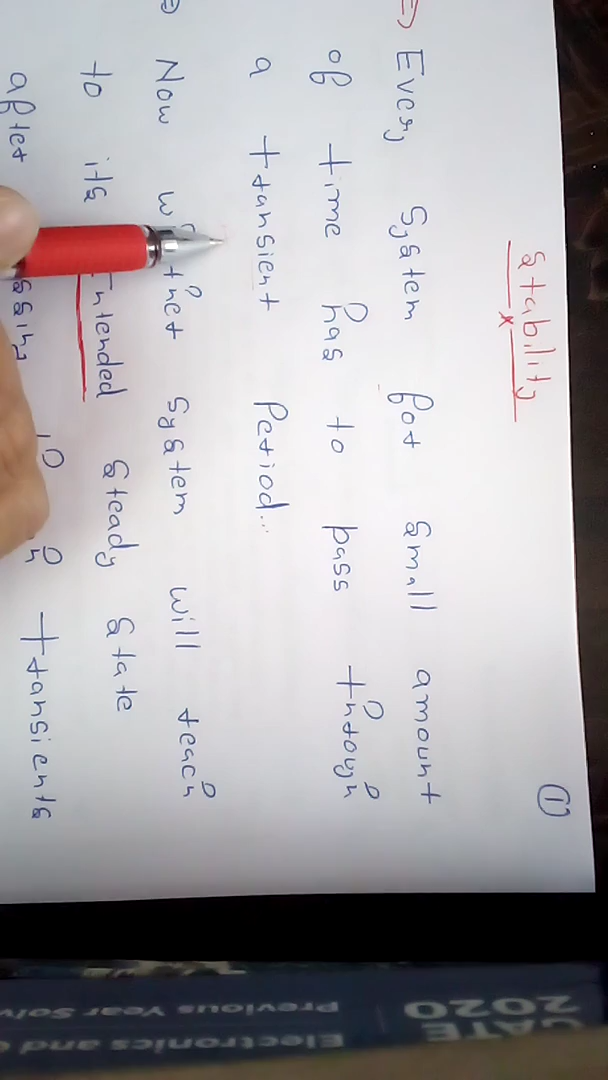 Stability
①
⇒ Every system for small amount
of time has to pass through
a transient Period...
⇒ Now whether system will reach
to its Intended steady state
after transients
GATE
2020
Previous Year Solv
Electronics and